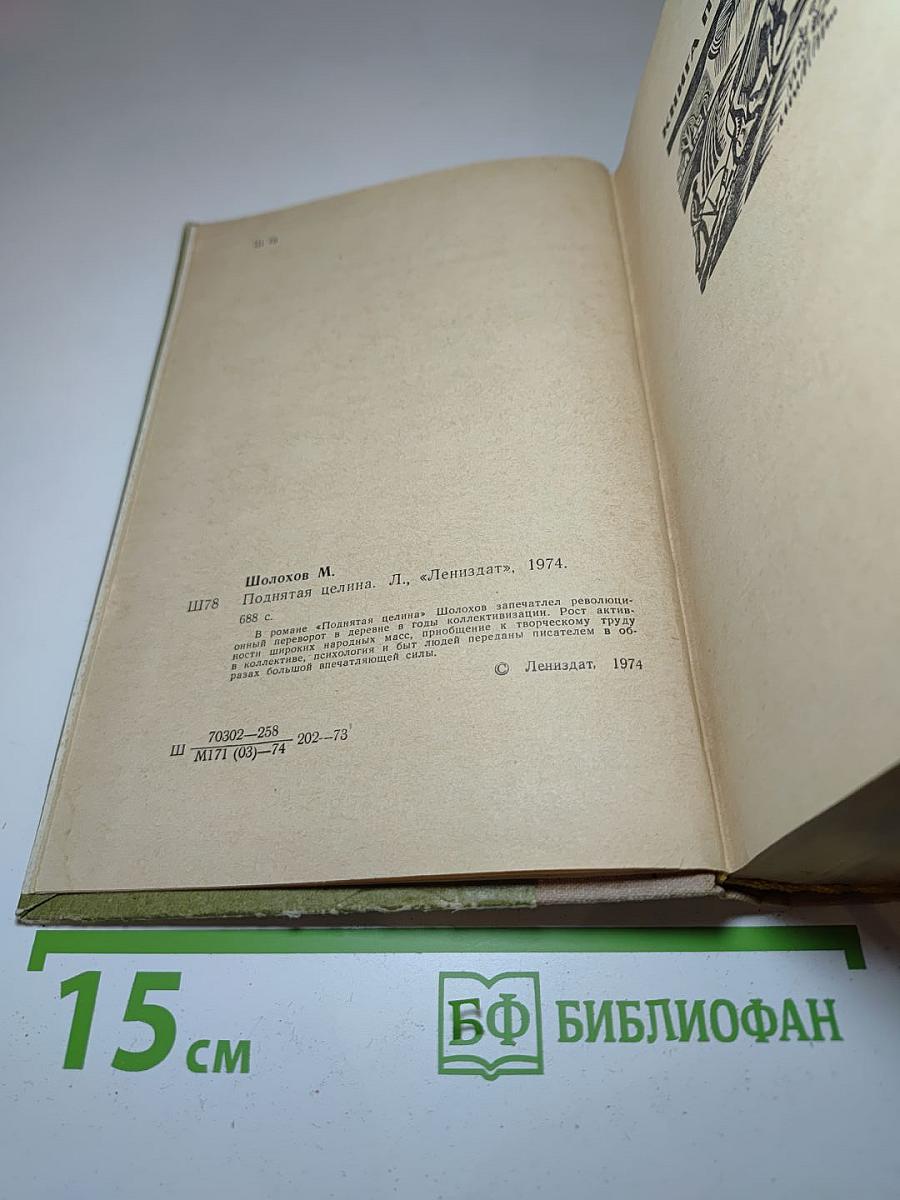 КНИГА П
Шолохов М.
Ш78 Поднятая целина. Л., «Лениздат», 1974.
688 с.
В романе «Поднятая целина» Шолохов запечатлел революци-
онный переворот в деревне в годы коллективизации. Рост актив-
ности широких народных масс, приобщение к творческому труду
в коллективе, психология и быт людей переданы писателем в об-
разах большой впечатляющей силы.
© Лениздат, 1974
Ш 70302—258 202—73
М171 (03)—74
15 см
БФ БИБЛИОФАН